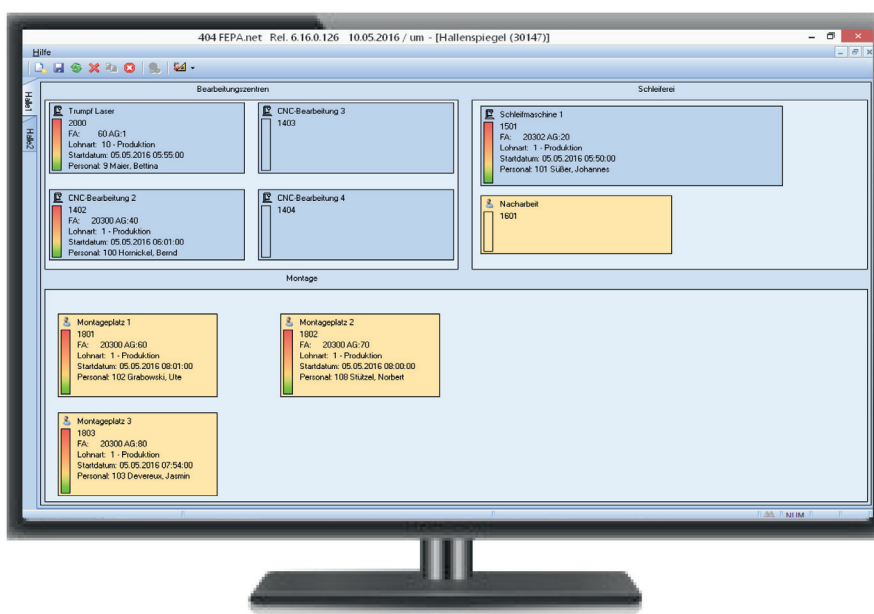 404 FEPA.net Rel. 6.16.0.126 10.05.2016 / um - [Hallenspiegel (30147)]
Hilfe
Halle1
Halle2
Bearbeitungszentren
Trumpf Laser
2000
FA: 60 AG:1
Lohnart: 10 - Produktion
Startdatum: 05.05.2016 05:55:00
Personal: 9 Maier, Bettina
CNC-Bearbeitung 3
1403
CNC-Bearbeitung 2
1402
FA: 20300 AG:40
Lohnart: 1 - Produktion
Startdatum: 05.05.2016 06:01:00
Personal: 100 Hornickel, Bernd
CNC-Bearbeitung 4
1404
Schleiferei
Schleifmaschine 1
1501
FA: 20302 AG:20
Lohnart: 1 - Produktion
Startdatum: 05.05.2016 05:50:00
Personal: 101 Süßer, Johannes
Nacharbeit
1601
Montage
Montageplatz 1
1801
FA: 20300 AG:60
Lohnart: 1 - Produktion
Startdatum: 05.05.2016 08:01:00
Personal: 102 Grabowski, Ute
Montageplatz 2
1802
FA: 20300 AG:70
Lohnart: 1 - Produktion
Startdatum: 05.05.2016 08:00:00
Personal: 108 Stützel, Norbert
Montageplatz 3
1803
FA: 20300 AG:80
Lohnart: 1 - Produktion
Startdatum: 05.05.2016 07:54:00
Personal: 103 Devereux, Jasmin
NUM